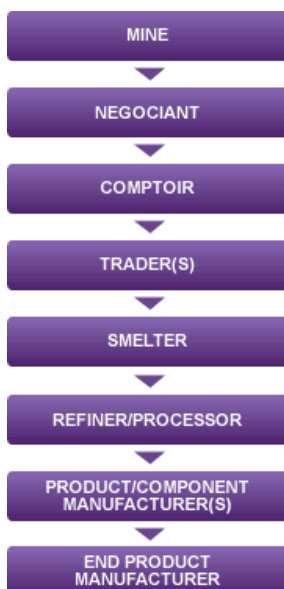 MINE
NEGOCIANT
COMPTOIR
TRADER(S)
SMELTER
REFINER/PROCESSOR
PRODUCT/COMPONENT
MANUFACTURER(S)
END PRODUCT
MANUFACTURER